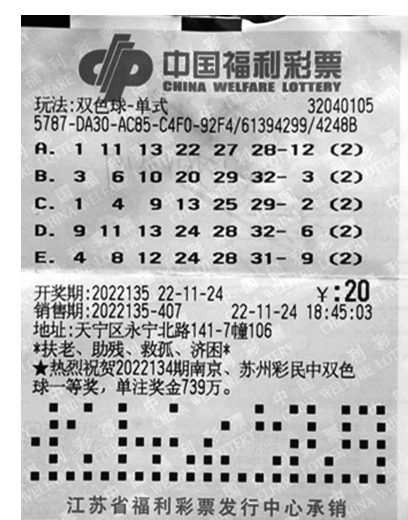 中国福利彩票
CHINA WELFARE LOTTERY
玩法:双色球-单式 32040105
5787-DA30-AC85-C4F0-92F4/61394299/4248B
A. 1 11 13 22 27 28-12 (2)
B. 3 6 10 20 29 32- 3 (2)
C. 1 4 9 13 25 29- 2 (2)
D. 9 11 13 24 28 32- 6 (2)
E. 4 8 12 24 28 31- 9 (2)
开奖期:2022135 22-11-24 ¥:20
销售期:2022135-407 22-11-24 18:45:03
地址:天宁区永宁北路141-7幢106
*扶老、助残、救孤、济困*
★热烈祝贺2022134期南京、苏州彩民中双色
球一等奖，单注奖金739万。
江苏省福利彩票发行中心承销